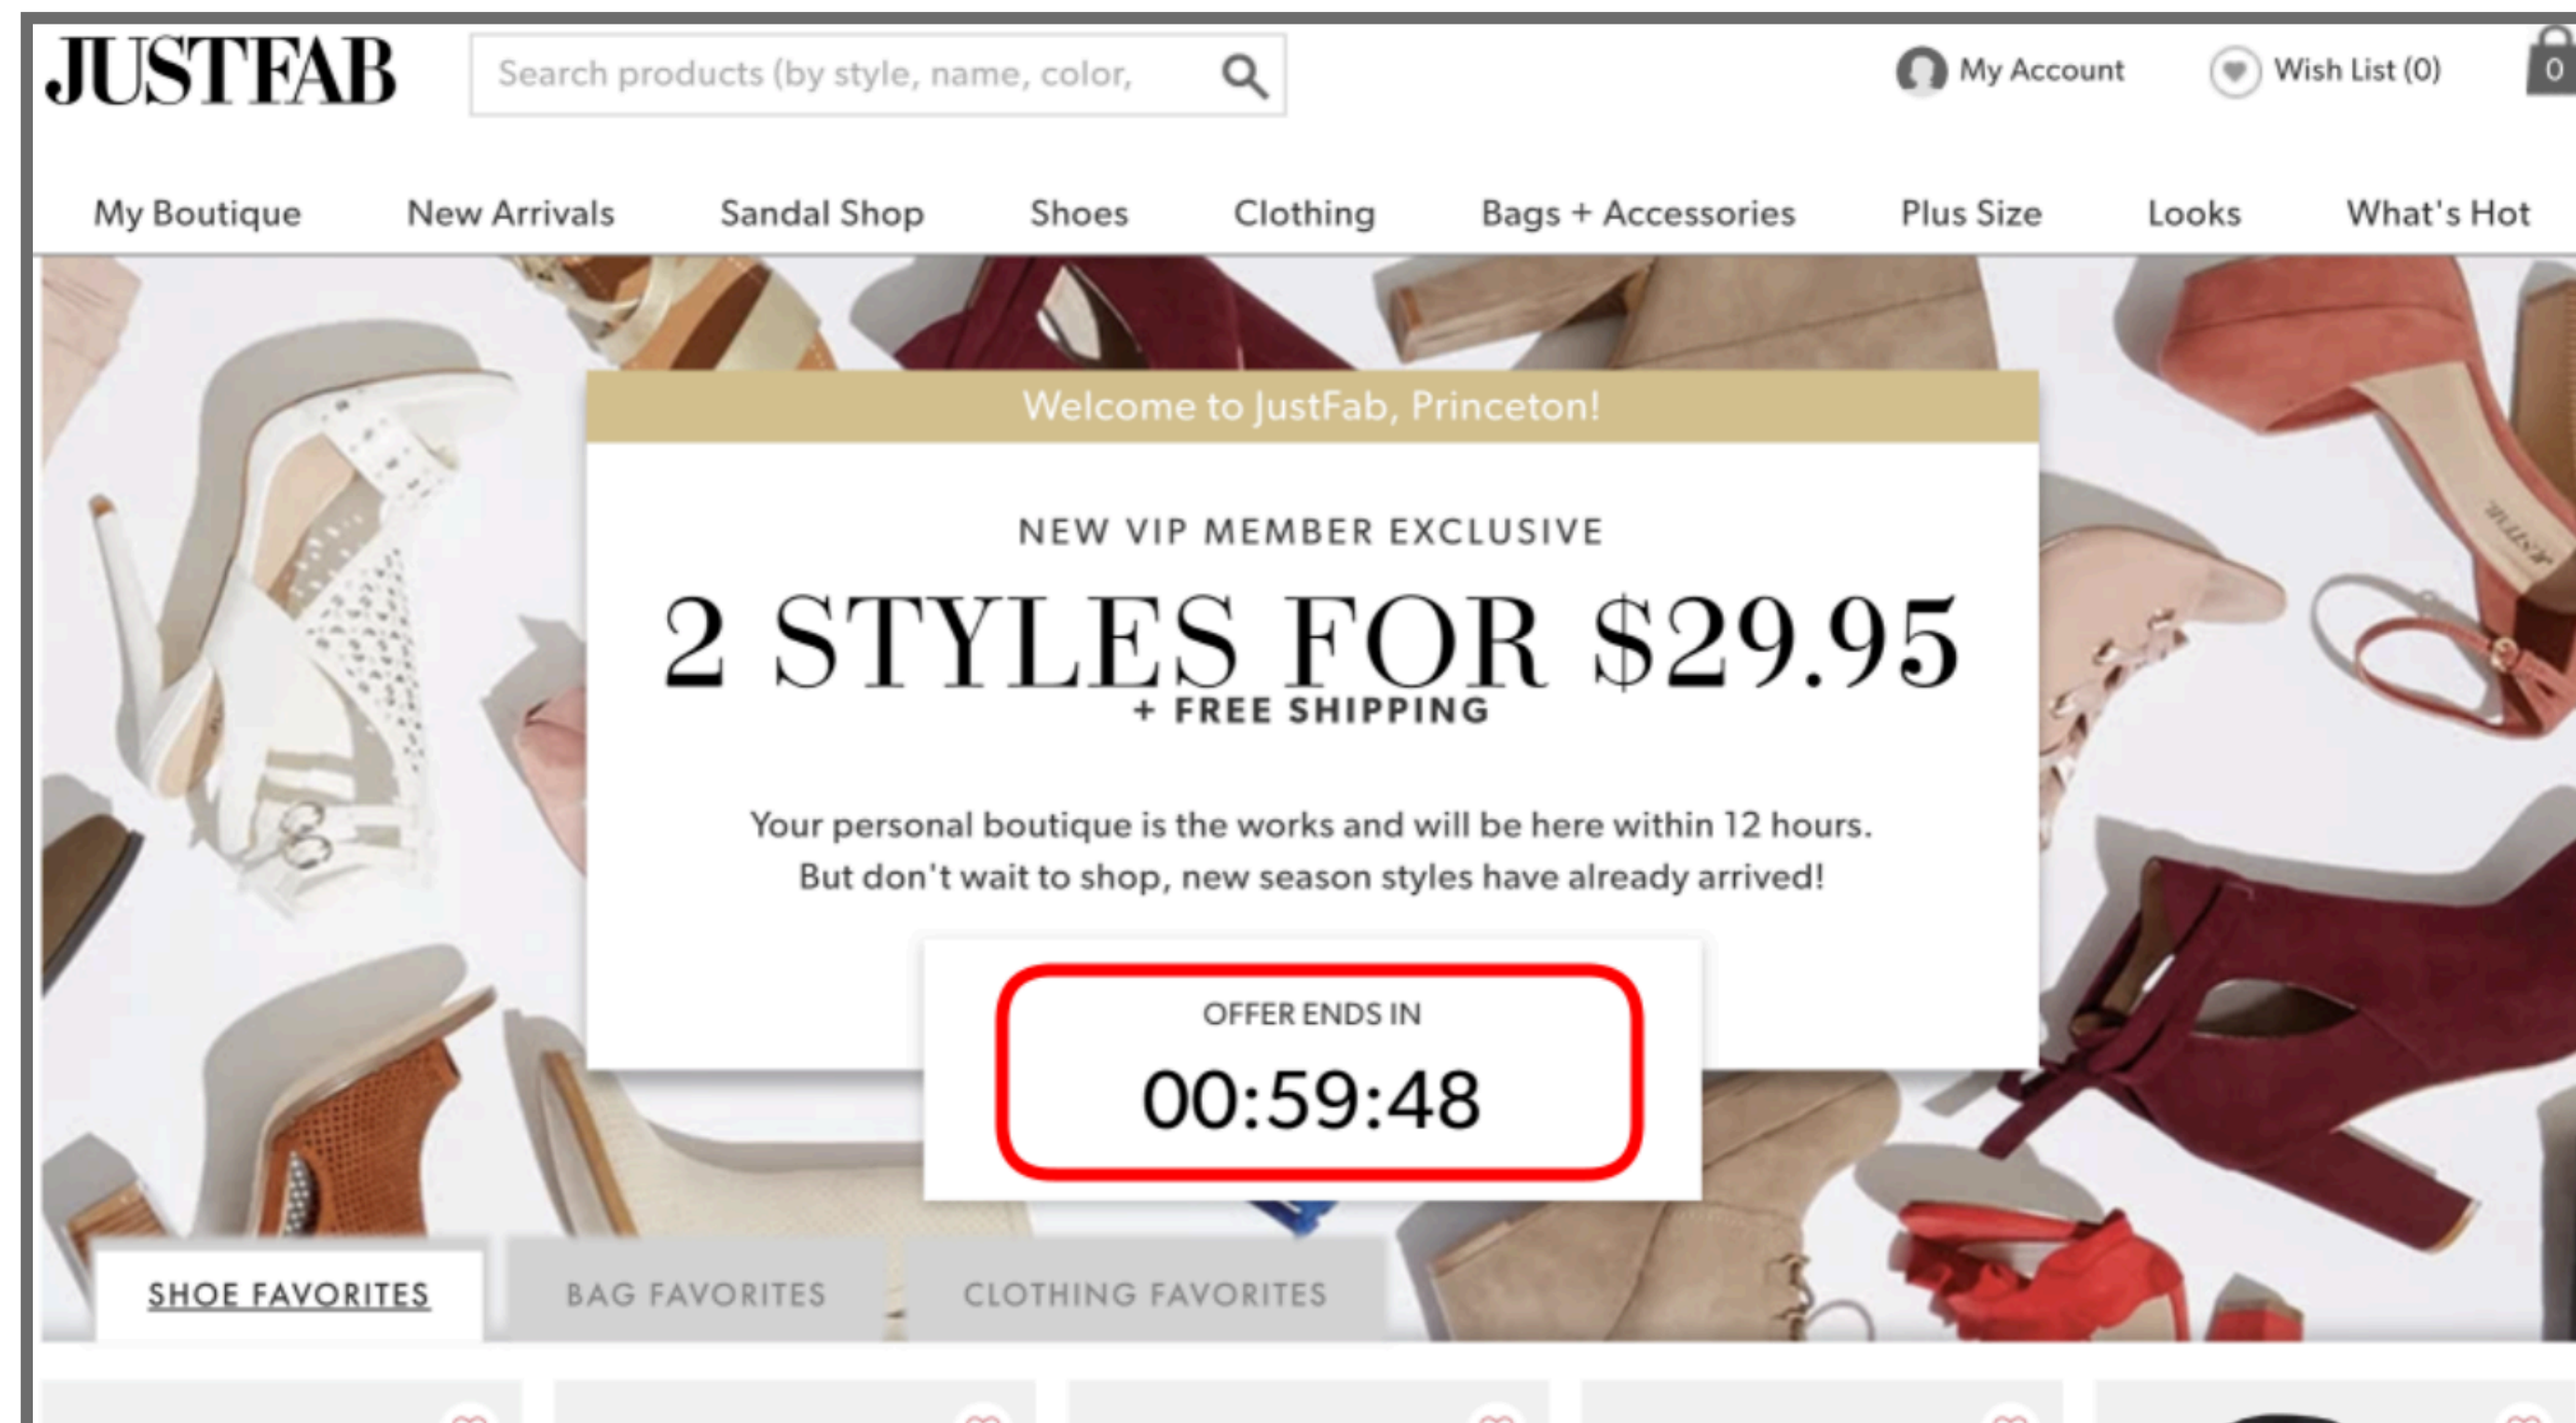 JUSTFAB
Search products (by style, name, color,
My Account
Wish List (0)
0
My Boutique
New Arrivals
Sandal Shop
Shoes
Clothing
Bags + Accessories
Plus Size
Looks
What's Hot
Welcome to JustFab, Princeton!
NEW VIP MEMBER EXCLUSIVE
2 STYLES FOR $29.95
+ FREE SHIPPING
Your personal boutique is the works and will be here within 12 hours.
But don't wait to shop, new season styles have already arrived!
JUSTFAB
OFFER ENDS IN
00:59:48
SHOE FAVORITES
BAG FAVORITES
CLOTHING FAVORITES